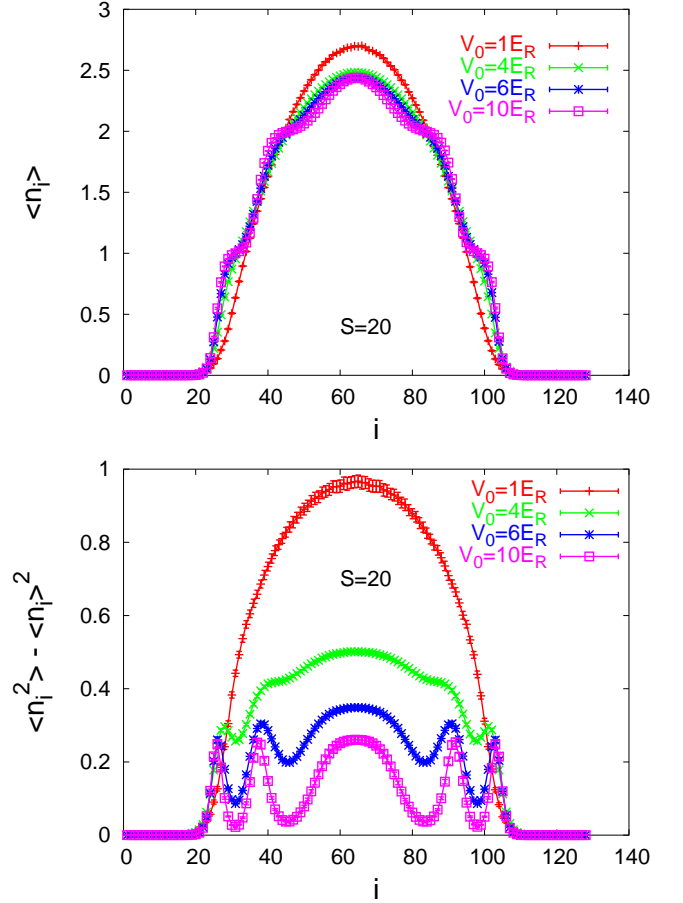 3
2.5
2
1.5
1
0.5
0
<n_i>
V_0=1E_R
V_0=4E_R
V_0=6E_R
V_0=10E_R
S=20
0 20 40 60 80 100 120 140
i
1
0.8
0.6
0.4
0.2
0
<n_i^2> - <n_i>^2
V_0=1E_R
V_0=4E_R
V_0=6E_R
V_0=10E_R
S=20
0 20 40 60 80 100 120 140
i